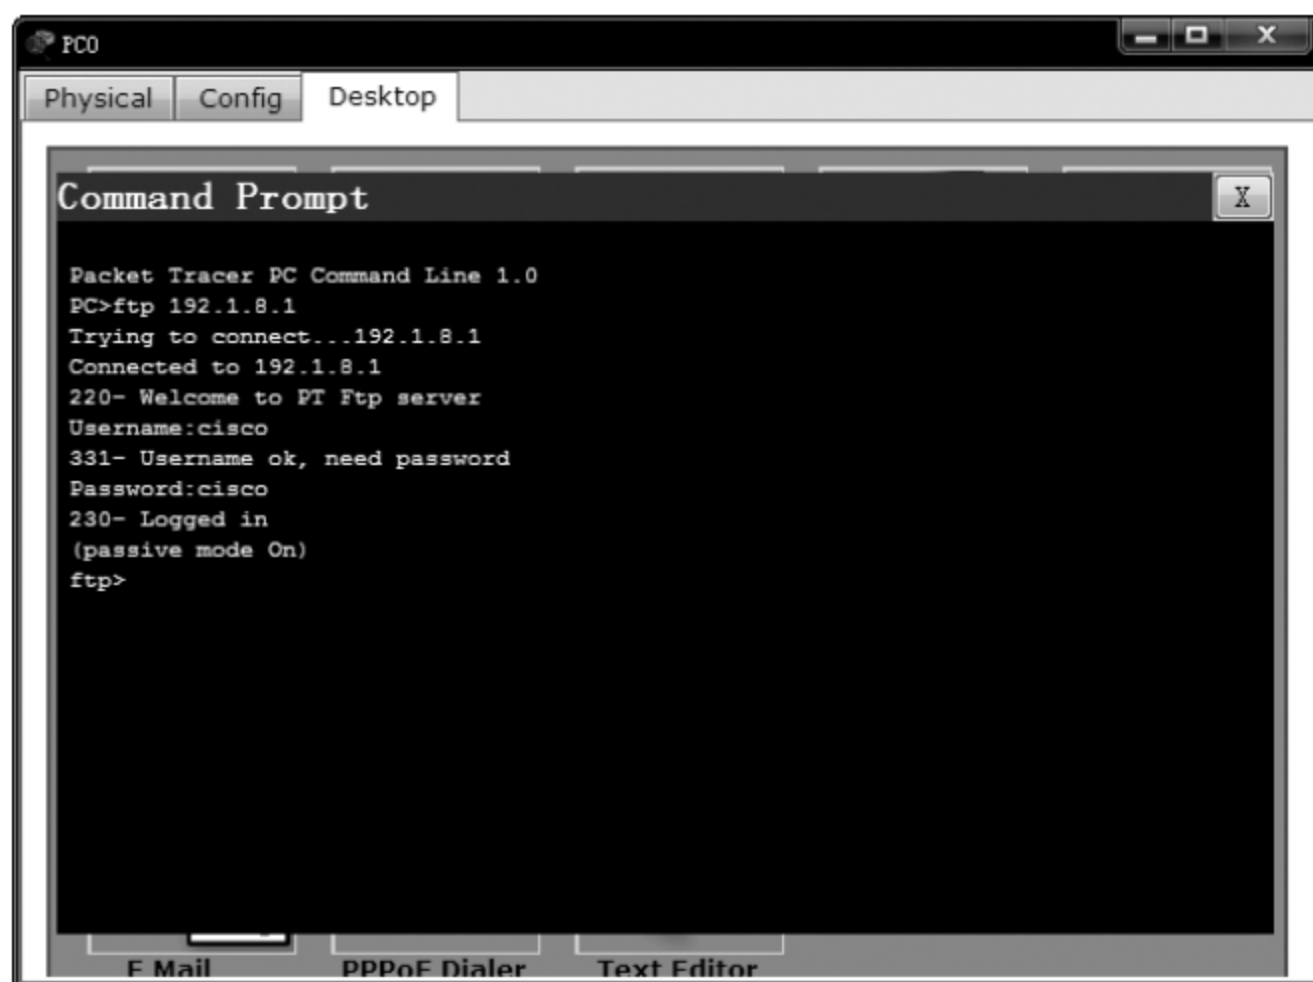 PC0
Physical Config Desktop
Command Prompt
X
Packet Tracer PC Command Line 1.0
PC>ftp 192.1.8.1
Trying to connect...192.1.8.1
Connected to 192.1.8.1
220- Welcome to PT Ftp server
Username:cisco
331- Username ok, need password
Password:cisco
230- Logged in
(passive mode On)
ftp>
E Mail PPPoE Dialer Text Editor